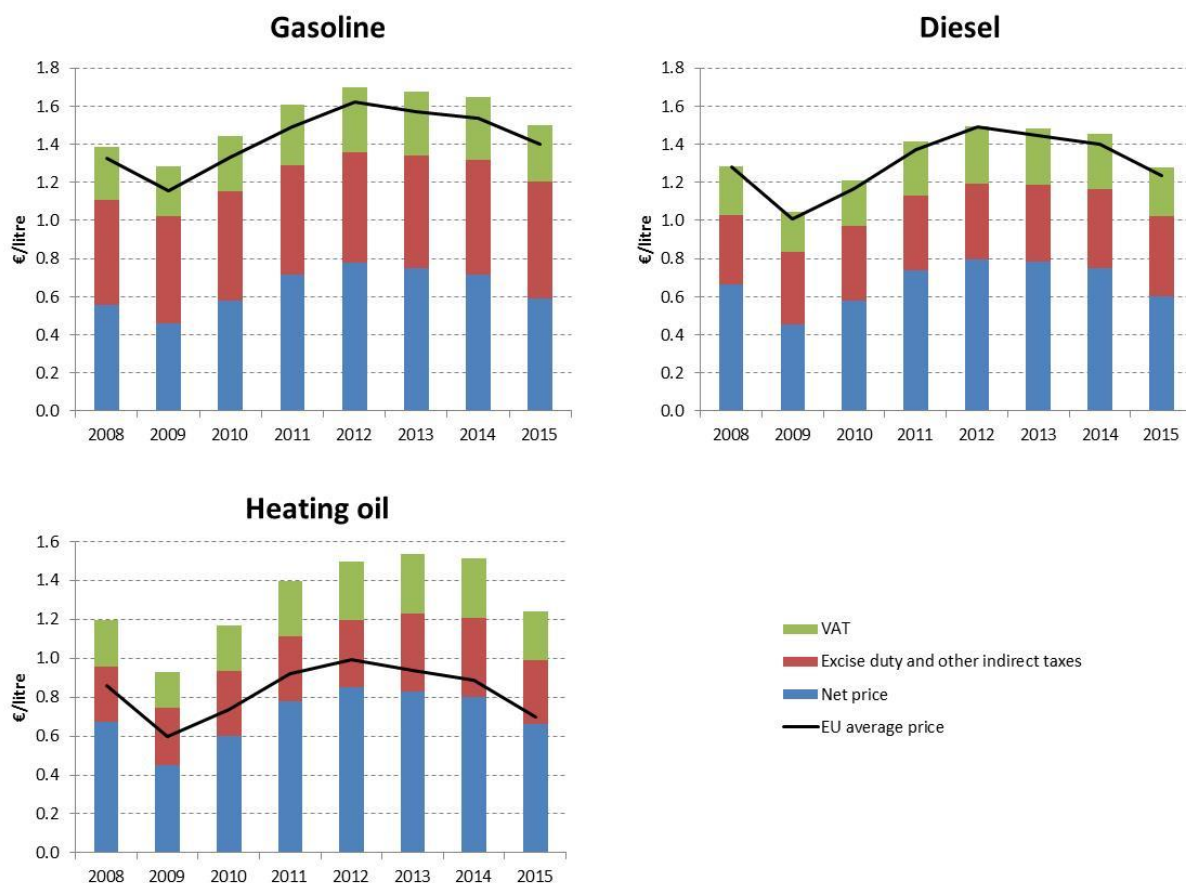 Gasoline
1.8
1.6
1.4
1.2
1.0
0.8
0.6
0.4
0.2
0.0
€/litre
2008 2009 2010 2011 2012 2013 2014 2015
Diesel
1.8
1.6
1.4
1.2
1.0
0.8
0.6
0.4
0.2
0.0
€/litre
2008 2009 2010 2011 2012 2013 2014 2015
Heating oil
1.6
1.4
1.2
1.0
0.8
0.6
0.4
0.2
0.0
€/litre
2008 2009 2010 2011 2012 2013 2014 2015
VAT
Excise duty and other indirect taxes
Net price
EU average price